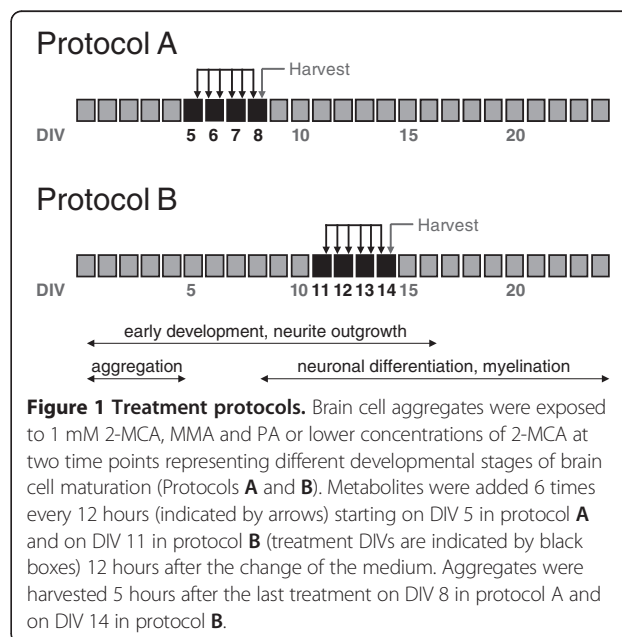 Protocol A
Harvest
DIV 5 6 7 8 10 15 20
Protocol B
Harvest
DIV 5 10 11 12 13 14 15 20
early development, neurite outgrowth
aggregation neuronal differentiation, myelination
Figure 1 Treatment protocols. Brain cell aggregates were exposed
to 1 mM 2-MCA, MMA and PA or lower concentrations of 2-MCA at
two time points representing different developmental stages of brain
cell maturation (Protocols A and B). Metabolites were added 6 times
every 12 hours (indicated by arrows) starting on DIV 5 in protocol A
and on DIV 11 in protocol B (treatment DIVs are indicated by black
boxes) 12 hours after the change of the medium. Aggregates were
harvested 5 hours after the last treatment on DIV 8 in protocol A and
on DIV 14 in protocol B.